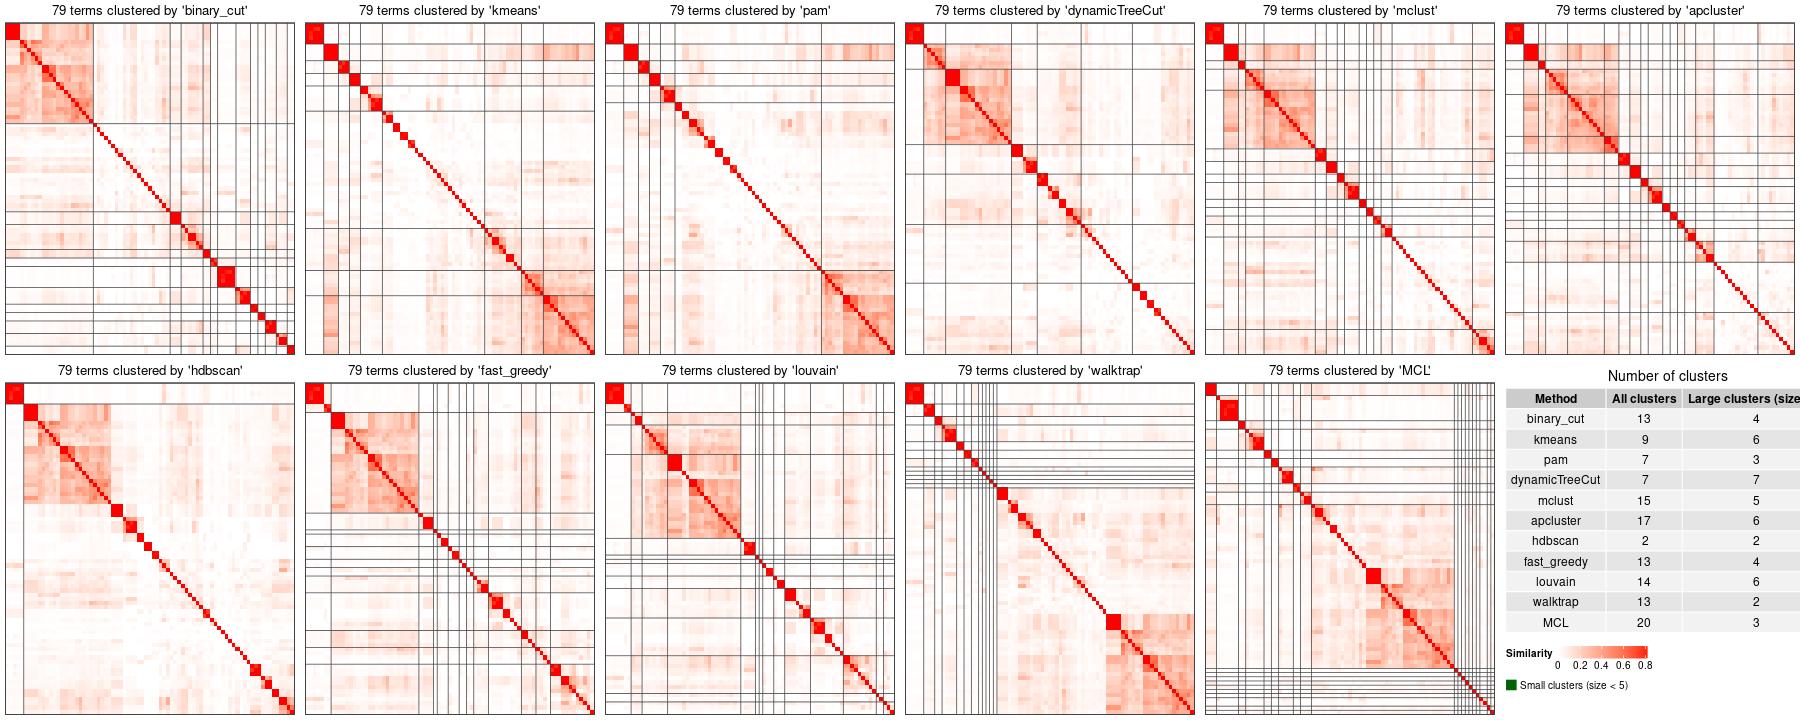 79 terms clustered by 'binary_cut'
79 terms clustered by 'kmeans'
79 terms clustered by 'pam'
79 terms clustered by 'dynamicTreeCut'
79 terms clustered by 'mclust'
79 terms clustered by 'apcluster'
79 terms clustered by 'hdbscan'
79 terms clustered by 'fast_greedy'
79 terms clustered by 'louvain'
79 terms clustered by 'walktrap'
79 terms clustered by 'MCL'
Number of clusters
Method All clusters Large clusters (size
binary_cut 13 4
kmeans 9 6
pam 7 3
dynamicTreeCut 7 7
mclust 15 5
apcluster 17 6
hdbscan 2 2
fast_greedy 13 4
louvain 14 6
walktrap 13 2
MCL 20 3
Similarity
0 0.2 0.4 0.6 0.8
Small clusters (size < 5)